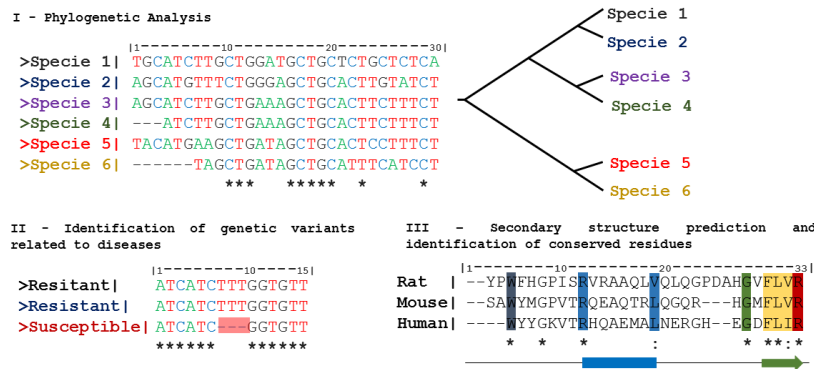 I - Phylogenetic Analysis
|1---------10---------20---------30|
>Specie 1| TGCATCTTGCTGGATGCTGCTCTGCTCTCA
>Specie 2| AGCATGTTTCTGGGAGCTGCACTTGTATCT
>Specie 3| AGCATCTTGCTGAAAGCTGCACTTCTTTCT
>Specie 4| ---ATCTTGCTGAAAGCTGCACTTCTTTCT
>Specie 5| TACATGAAGCTGATAGCTGCACTCCTTTCT
>Specie 6| ------TAGCTGATAGCTGCATTTCATCCT
*** ***** * *
Specie 1
Specie 2
Specie 3
Specie 4
Specie 5
Specie 6
II - Identification of genetic variants
related to diseases
|1--------10----15|
>Resitant| ATCATCTTTGGTGTT
>Resistant| ATCATCTTTGGTGTT
>Susceptible| ATCATC---GGTGTT
****** ******
III - Secondary structure prediction and
identification of conserved residues
|1------------------20-----------33|
Rat | --YPWFHGPISRVRAAQLVQLQGPDAHGVFLVR
Mouse| --SAWYMGPVTRQEAQTRLQGQR---HGMFLVR
Human| ----WYYGKVTRHQAEMALNERGH--EGDFLIR
* * * : * **:*